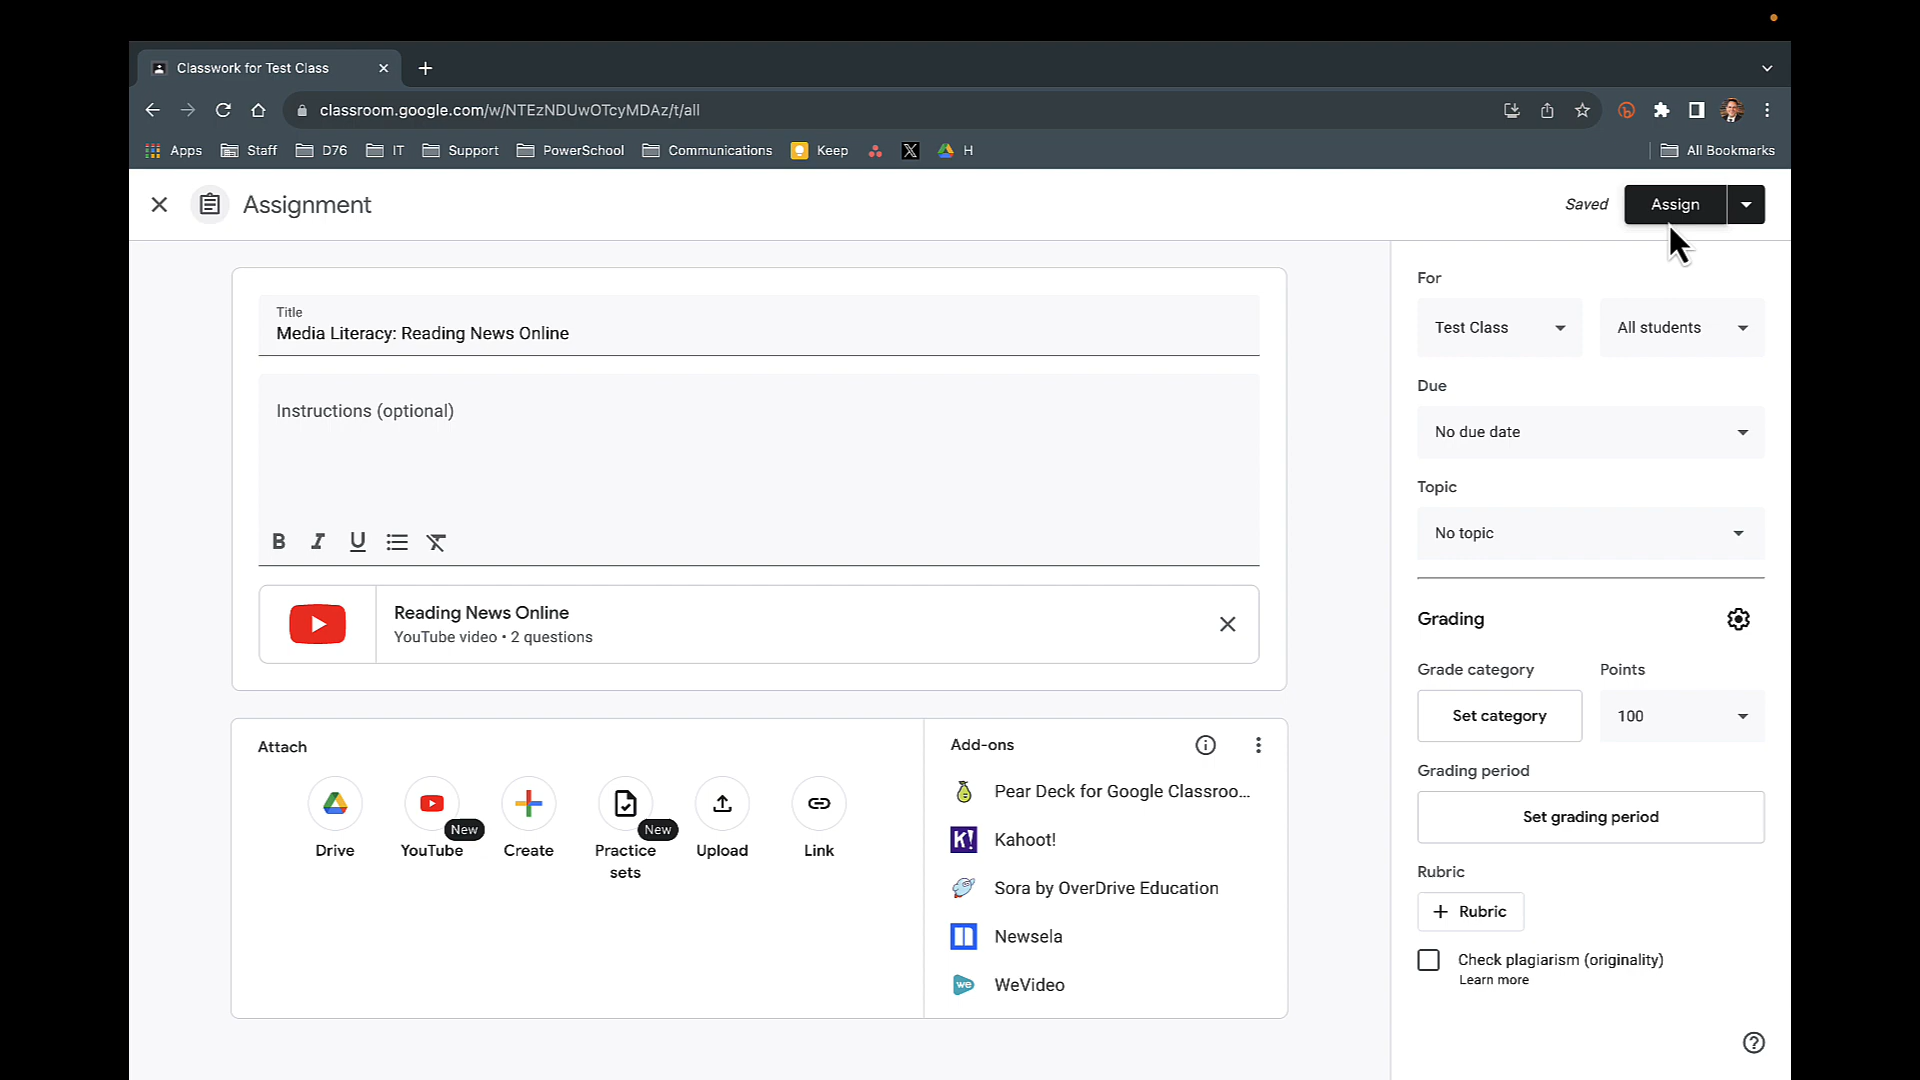 Classwork for Test Class
classroom.google.com/w/NTEzNDUwOTcyMDAz/t/all
Apps Staff D76 IT Support PowerSchool Communications Keep X H All Bookmarks
Assignment Saved Assign
Title
Media Literacy: Reading News Online
Instructions (optional)
B I U
Reading News Online
YouTube video • 2 questions
Attach
Drive
YouTube
New
Create
Practice
sets
New
Upload
Link
Add-ons
Pear Deck for Google Classroo...
K! Kahoot!
Sora by OverDrive Education
Newsela
we WeVideo
For
Test Class All students
Due
No due date
Topic
No topic
Grading
Grade category Points
Set category 100
Grading period
Set grading period
Rubric
+ Rubric
Check plagiarism (originality)
Learn more